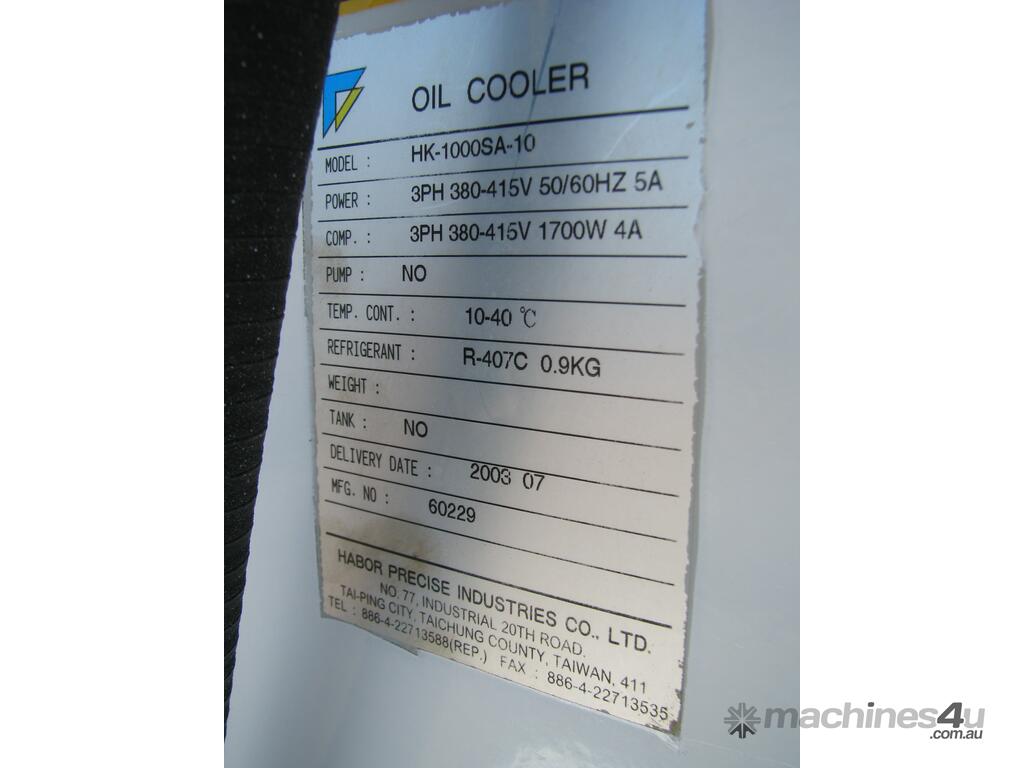 OIL COOLER
MODEL : HK-1000SA-10
POWER : 3PH 380-415V 50/60HZ 5A
COMP. : 3PH 380-415V 1700W 4A
PUMP : NO
TEMP. CONT. : 10-40 ℃
REFRIGERANT : R-407C 0.9KG
WEIGHT :
TANK : NO
DELIVERY DATE : 2003 07
MFG. NO : 60229
HABOR PRECISE INDUSTRIES CO., LTD.
NO. 77, INDUSTRIAL 20TH ROAD.
TAI-PING CITY, TAICHUNG COUNTY, TAIWAN, 411
TEL : 886-4-22713588(REP.) FAX : 886-4-22713535
machines4u
.com.au